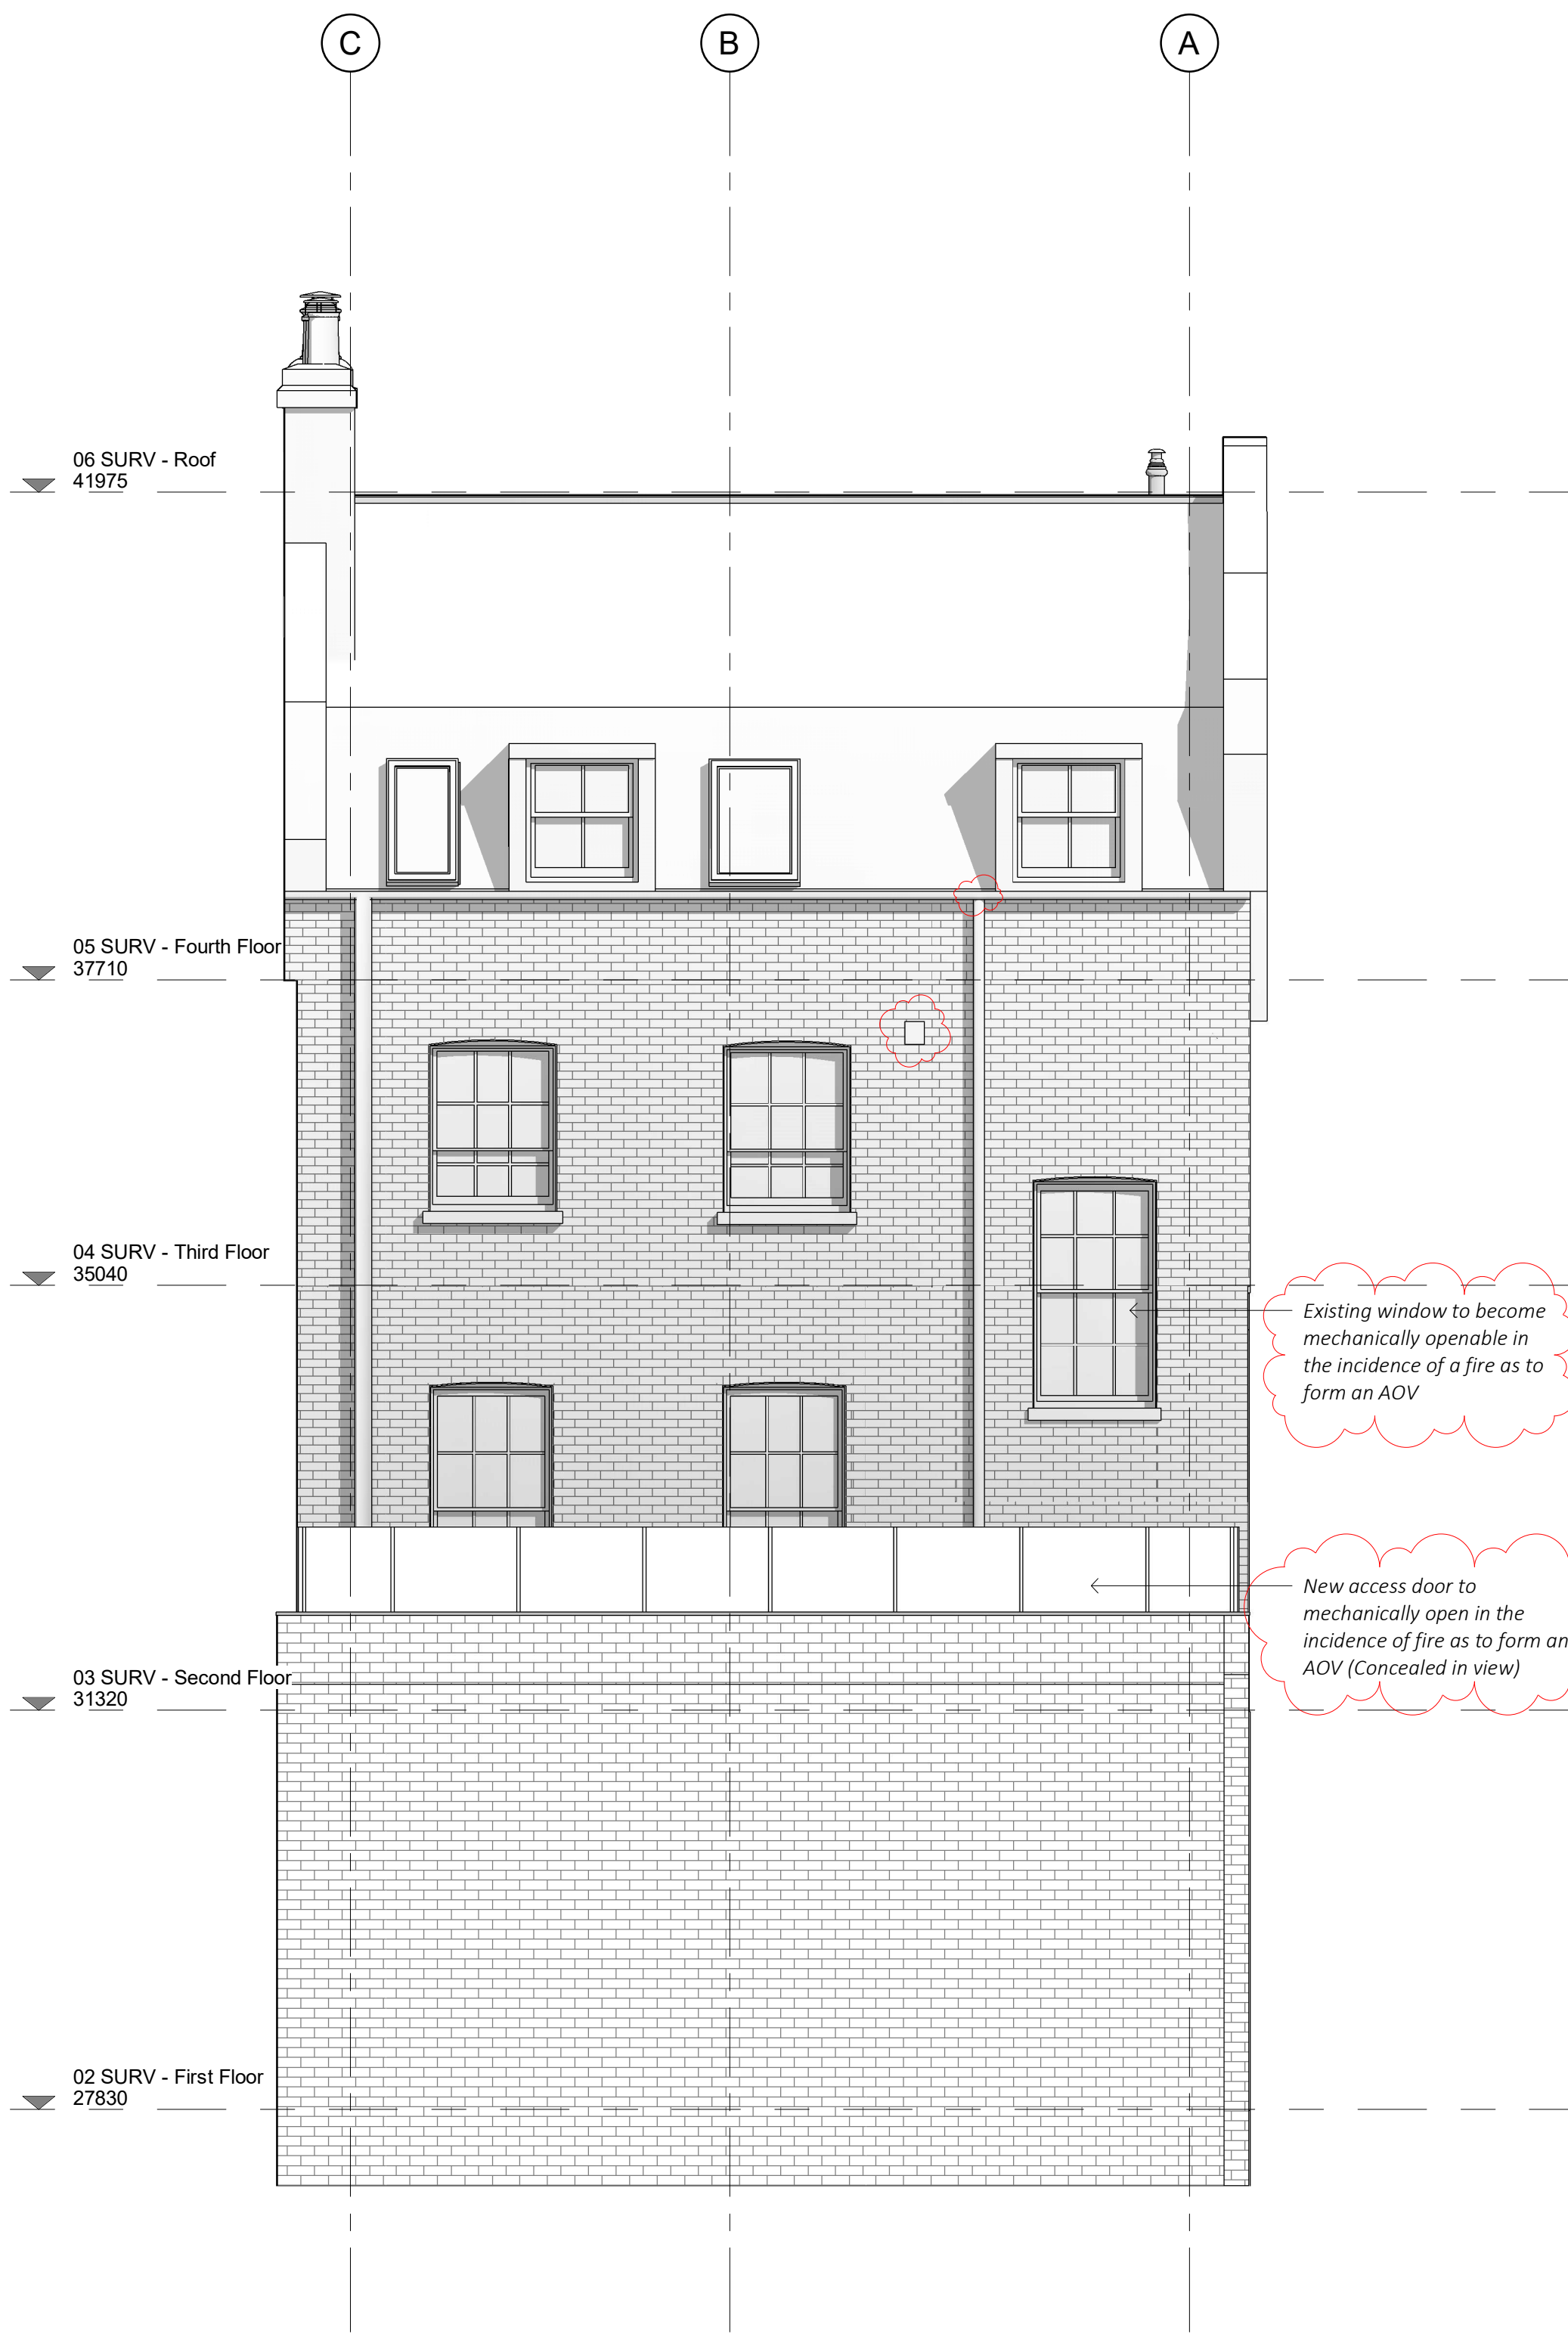 C B A
06 SURV - Roof
41975
05 SURV - Fourth Floor
37710
04 SURV - Third Floor
35040
Existing window to become
mechanically openable in
the incidence of a fire as to
form an AOV
New access door to
mechanically open in the
incidence of fire as to form an
AOV (Concealed in view)
03 SURV - Second Floor
31320
02 SURV - First Floor
27830